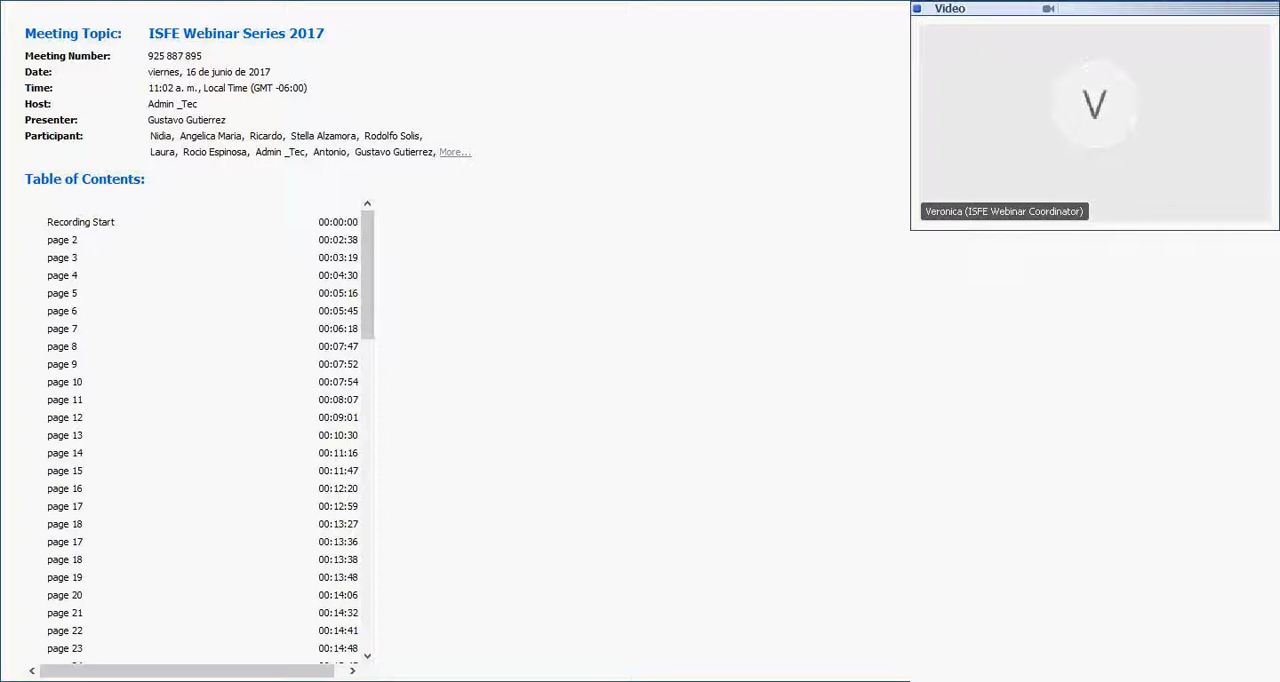 Meeting Topic: ISFE Webinar Series 2017
Meeting Number: 925 887 895
Date: viernes, 16 de junio de 2017
Time: 11:02 a. m., Local Time (GMT -06:00)
Host: Admin _Tec
Presenter: Gustavo Gutierrez
Participant: Nidia, Angelica Maria, Ricardo, Stella Alzamora, Rodolfo Solis,
Laura, Rocio Espinosa, Admin _Tec, Antonio, Gustavo Gutierrez, More...
Table of Contents:
Recording Start 00:00:00
page 2 00:02:38
page 3 00:03:19
page 4 00:04:30
page 5 00:05:16
page 6 00:05:45
page 7 00:06:18
page 8 00:07:47
page 9 00:07:52
page 10 00:07:54
page 11 00:08:07
page 12 00:09:01
page 13 00:10:30
page 14 00:11:16
page 15 00:11:47
page 16 00:12:20
page 17 00:12:59
page 18 00:13:27
page 17 00:13:36
page 18 00:13:38
page 19 00:13:48
page 20 00:14:06
page 21 00:14:32
page 22 00:14:41
page 23 00:14:48
Video
V
Veronica (ISFE Webinar Coordinator)